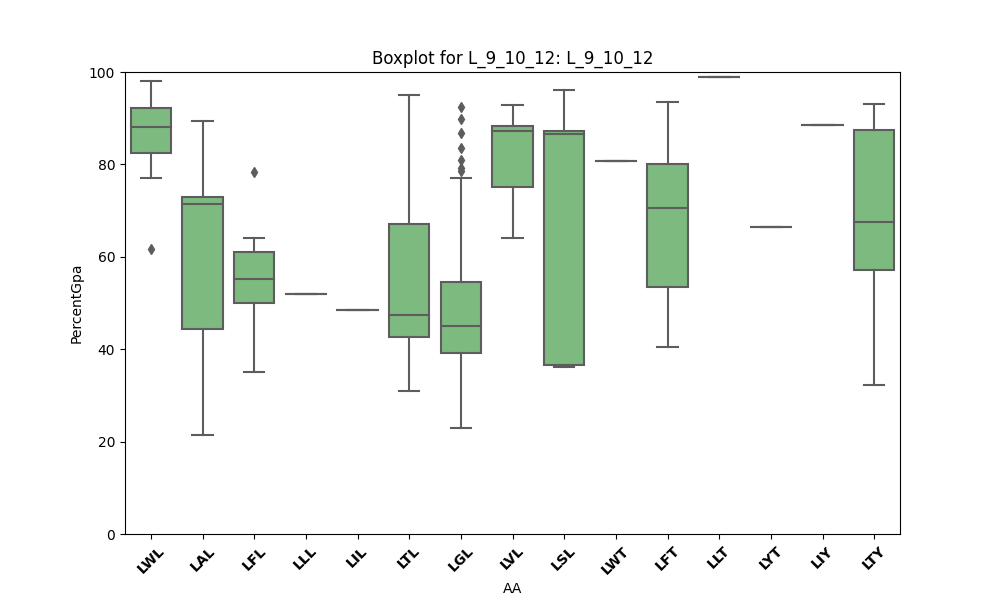 Boxplot for L_9_10_12: L_9_10_12
100
80
60
40
20
0
PercentGpa
LWL LAL LFL LLL LIL LTL LGL LVL LSL LWT LFT LLT LYT LIY LTY
AA